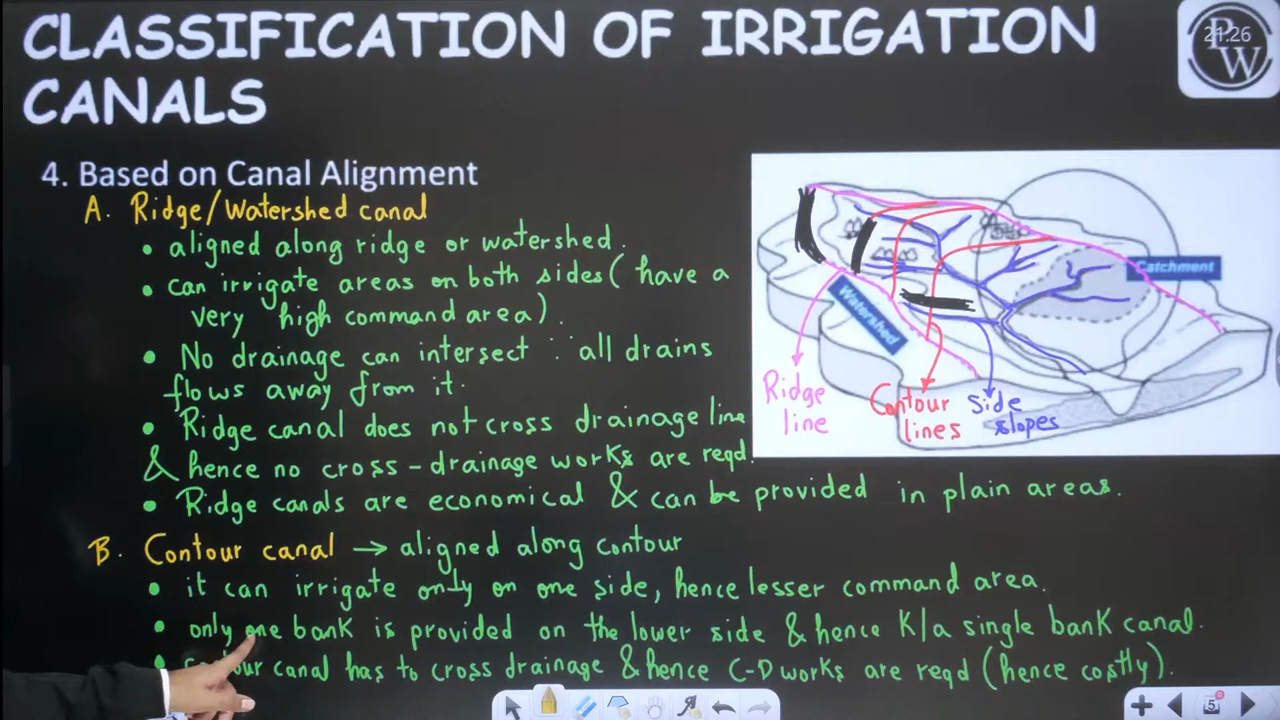 CLASSIFICATION OF IRRIGATION
CANALS
21:26
PW
4. Based on Canal Alignment
A. Ridge/Watershed canal
• aligned along ridge or watershed.
• can irrigate areas on both sides (have a
very high command area).
• No drainage can intersect ∵ all drains
flows away from it.
• Ridge canal does not cross drainage line
& hence no cross-drainage works are reqd.
• Ridge canals are economical & can be provided in plain areas.
B. Contour canal → aligned along contour
• it can irrigate only on one side, hence lesser command area.
• only one bank is provided on the lower side & hence K/a single bank canal.
canal has to cross drainage & hence C-D works are reqd (hence costly).
Catchment
Watershed
Ridge
line
Contour
lines
Side
slopes
5